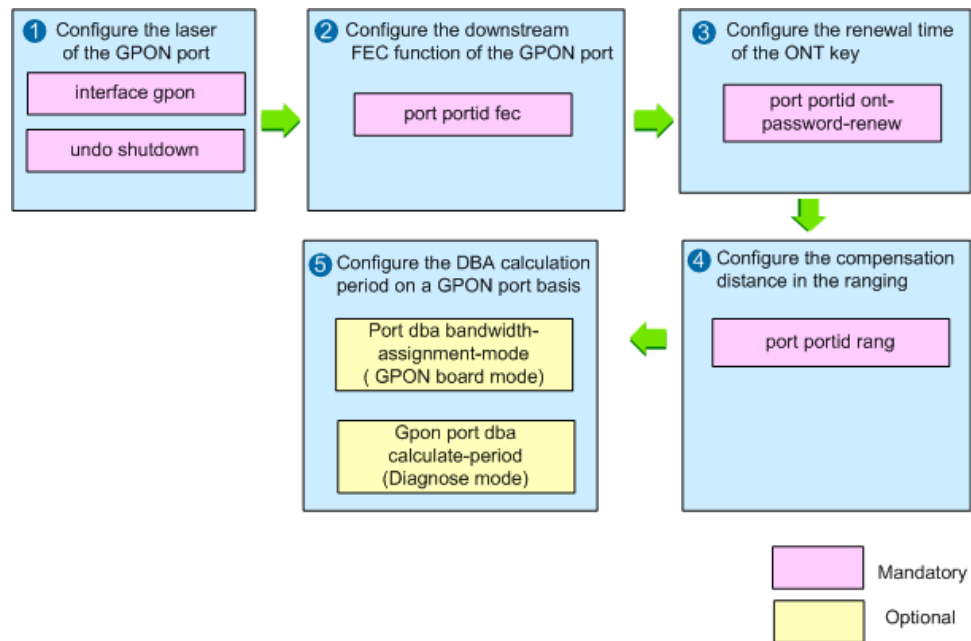 1 Configure the laser
of the GPON port
interface gpon
undo shutdown
2 Configure the downstream
FEC function of the GPON port
port portid fec
3 Configure the renewal time
of the ONT key
port portid ont-
password-renew
4 Configure the compensation
distance in the ranging
port portid rang
5 Configure the DBA calculation
period on a GPON port basis
Port dba bandwidth-
assignment-mode
( GPON board mode)
Gpon port dba
calculate-period
(Diagnose mode)
Mandatory
Optional